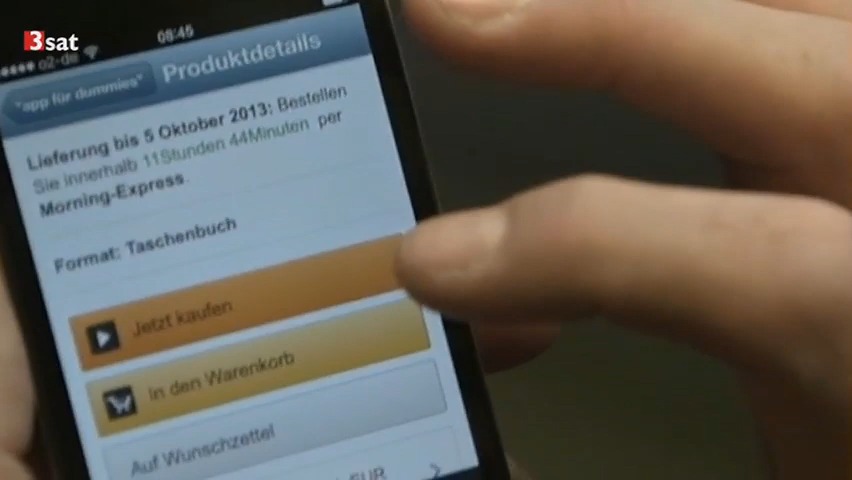 3sat
08:45
o2-de
"app für dummies"
Produktdetails
Lieferung bis 5 Oktober 2013: Bestellen
Sie innerhalb 11Stunden 44Minuten per
Morning-Express.
Format: Taschenbuch
Jetzt kaufen
In den Warenkorb
Auf Wunschzettel
EUR